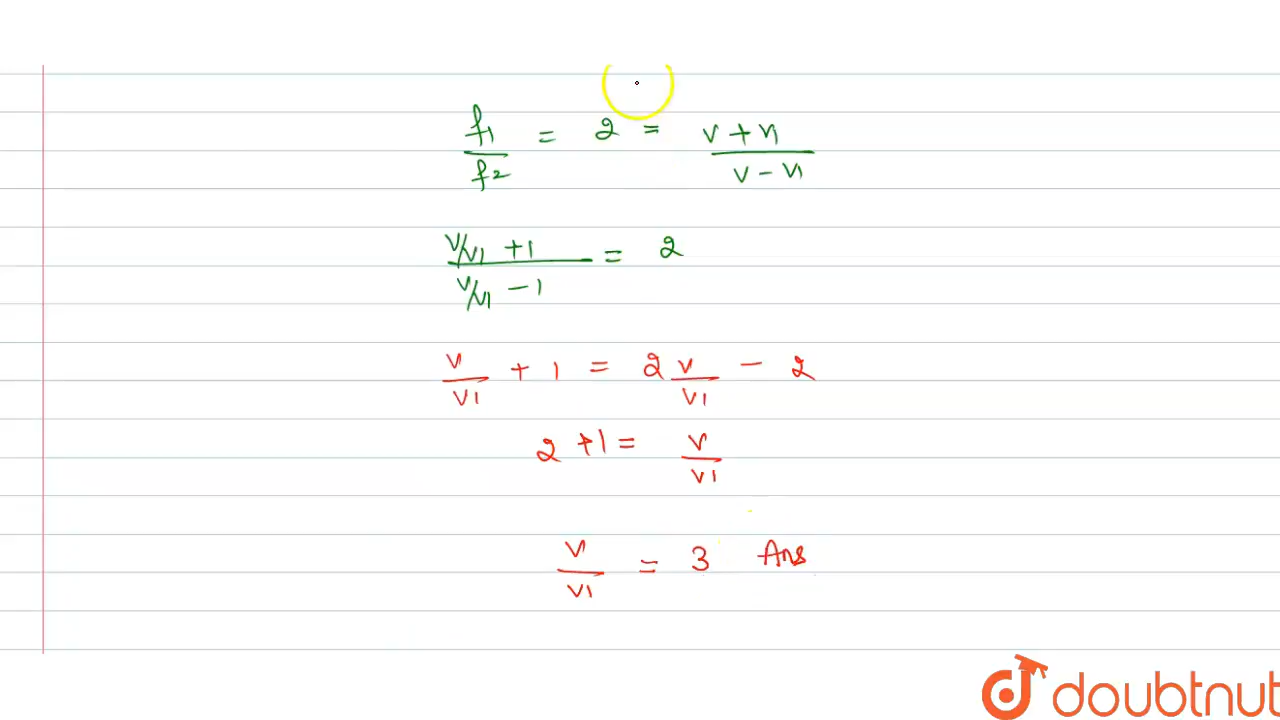 f1/f2 = 2 = v + v1/v - v1
v/v1 + 1/v/v1 - 1 = 2
v/v1 + 1 = 2 v/v1 - 2
2 + 1 = v/v1
v/v1 = 3 Ans
doubtnut